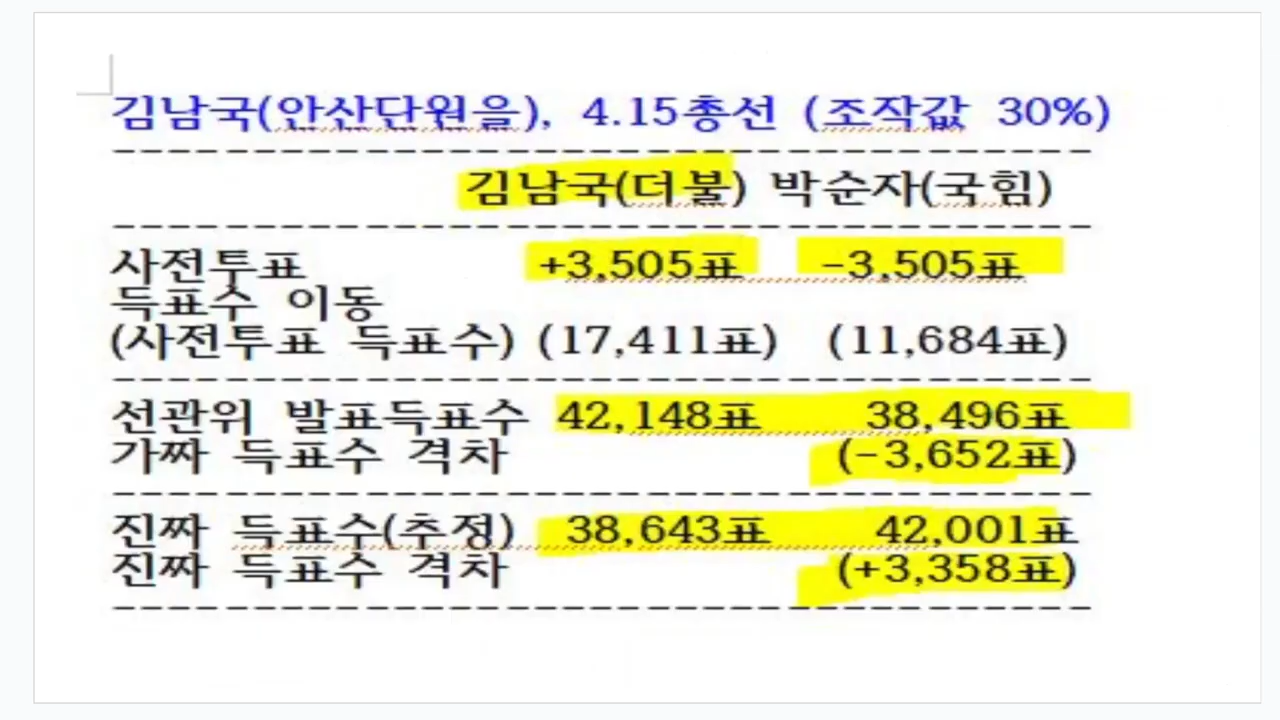 김남국(안산단원을), 4.15총선 (조작값 30%)
김남국(더불) 박순자(국힘)
사전투표 +3,505표 -3,505표
득표수 이동
(사전투표 득표수) (17,411표) (11,684표)
선관위 발표득표수 42,148표 38,496표
가짜 득표수 격차 (-3,652표)
진짜 득표수(추정) 38,643표 42,001표
진짜 득표수 격차 (+3,358표)